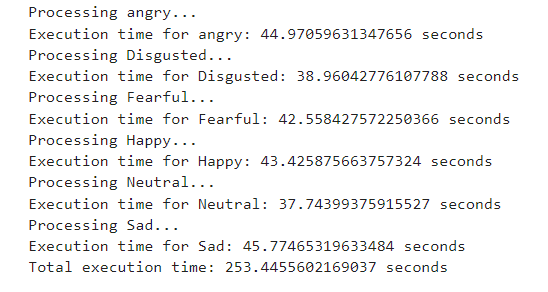 Processing angry...
Execution time for angry: 44.97059631347656 seconds
Processing Disgusted...
Execution time for Disgusted: 38.96042776107788 seconds
Processing Fearful...
Execution time for Fearful: 42.558427572250366 seconds
Processing Happy...
Execution time for Happy: 43.425875663757324 seconds
Processing Neutral...
Execution time for Neutral: 37.74399375915527 seconds
Processing Sad...
Execution time for Sad: 45.77465319633484 seconds
Total execution time: 253.4455602169037 seconds